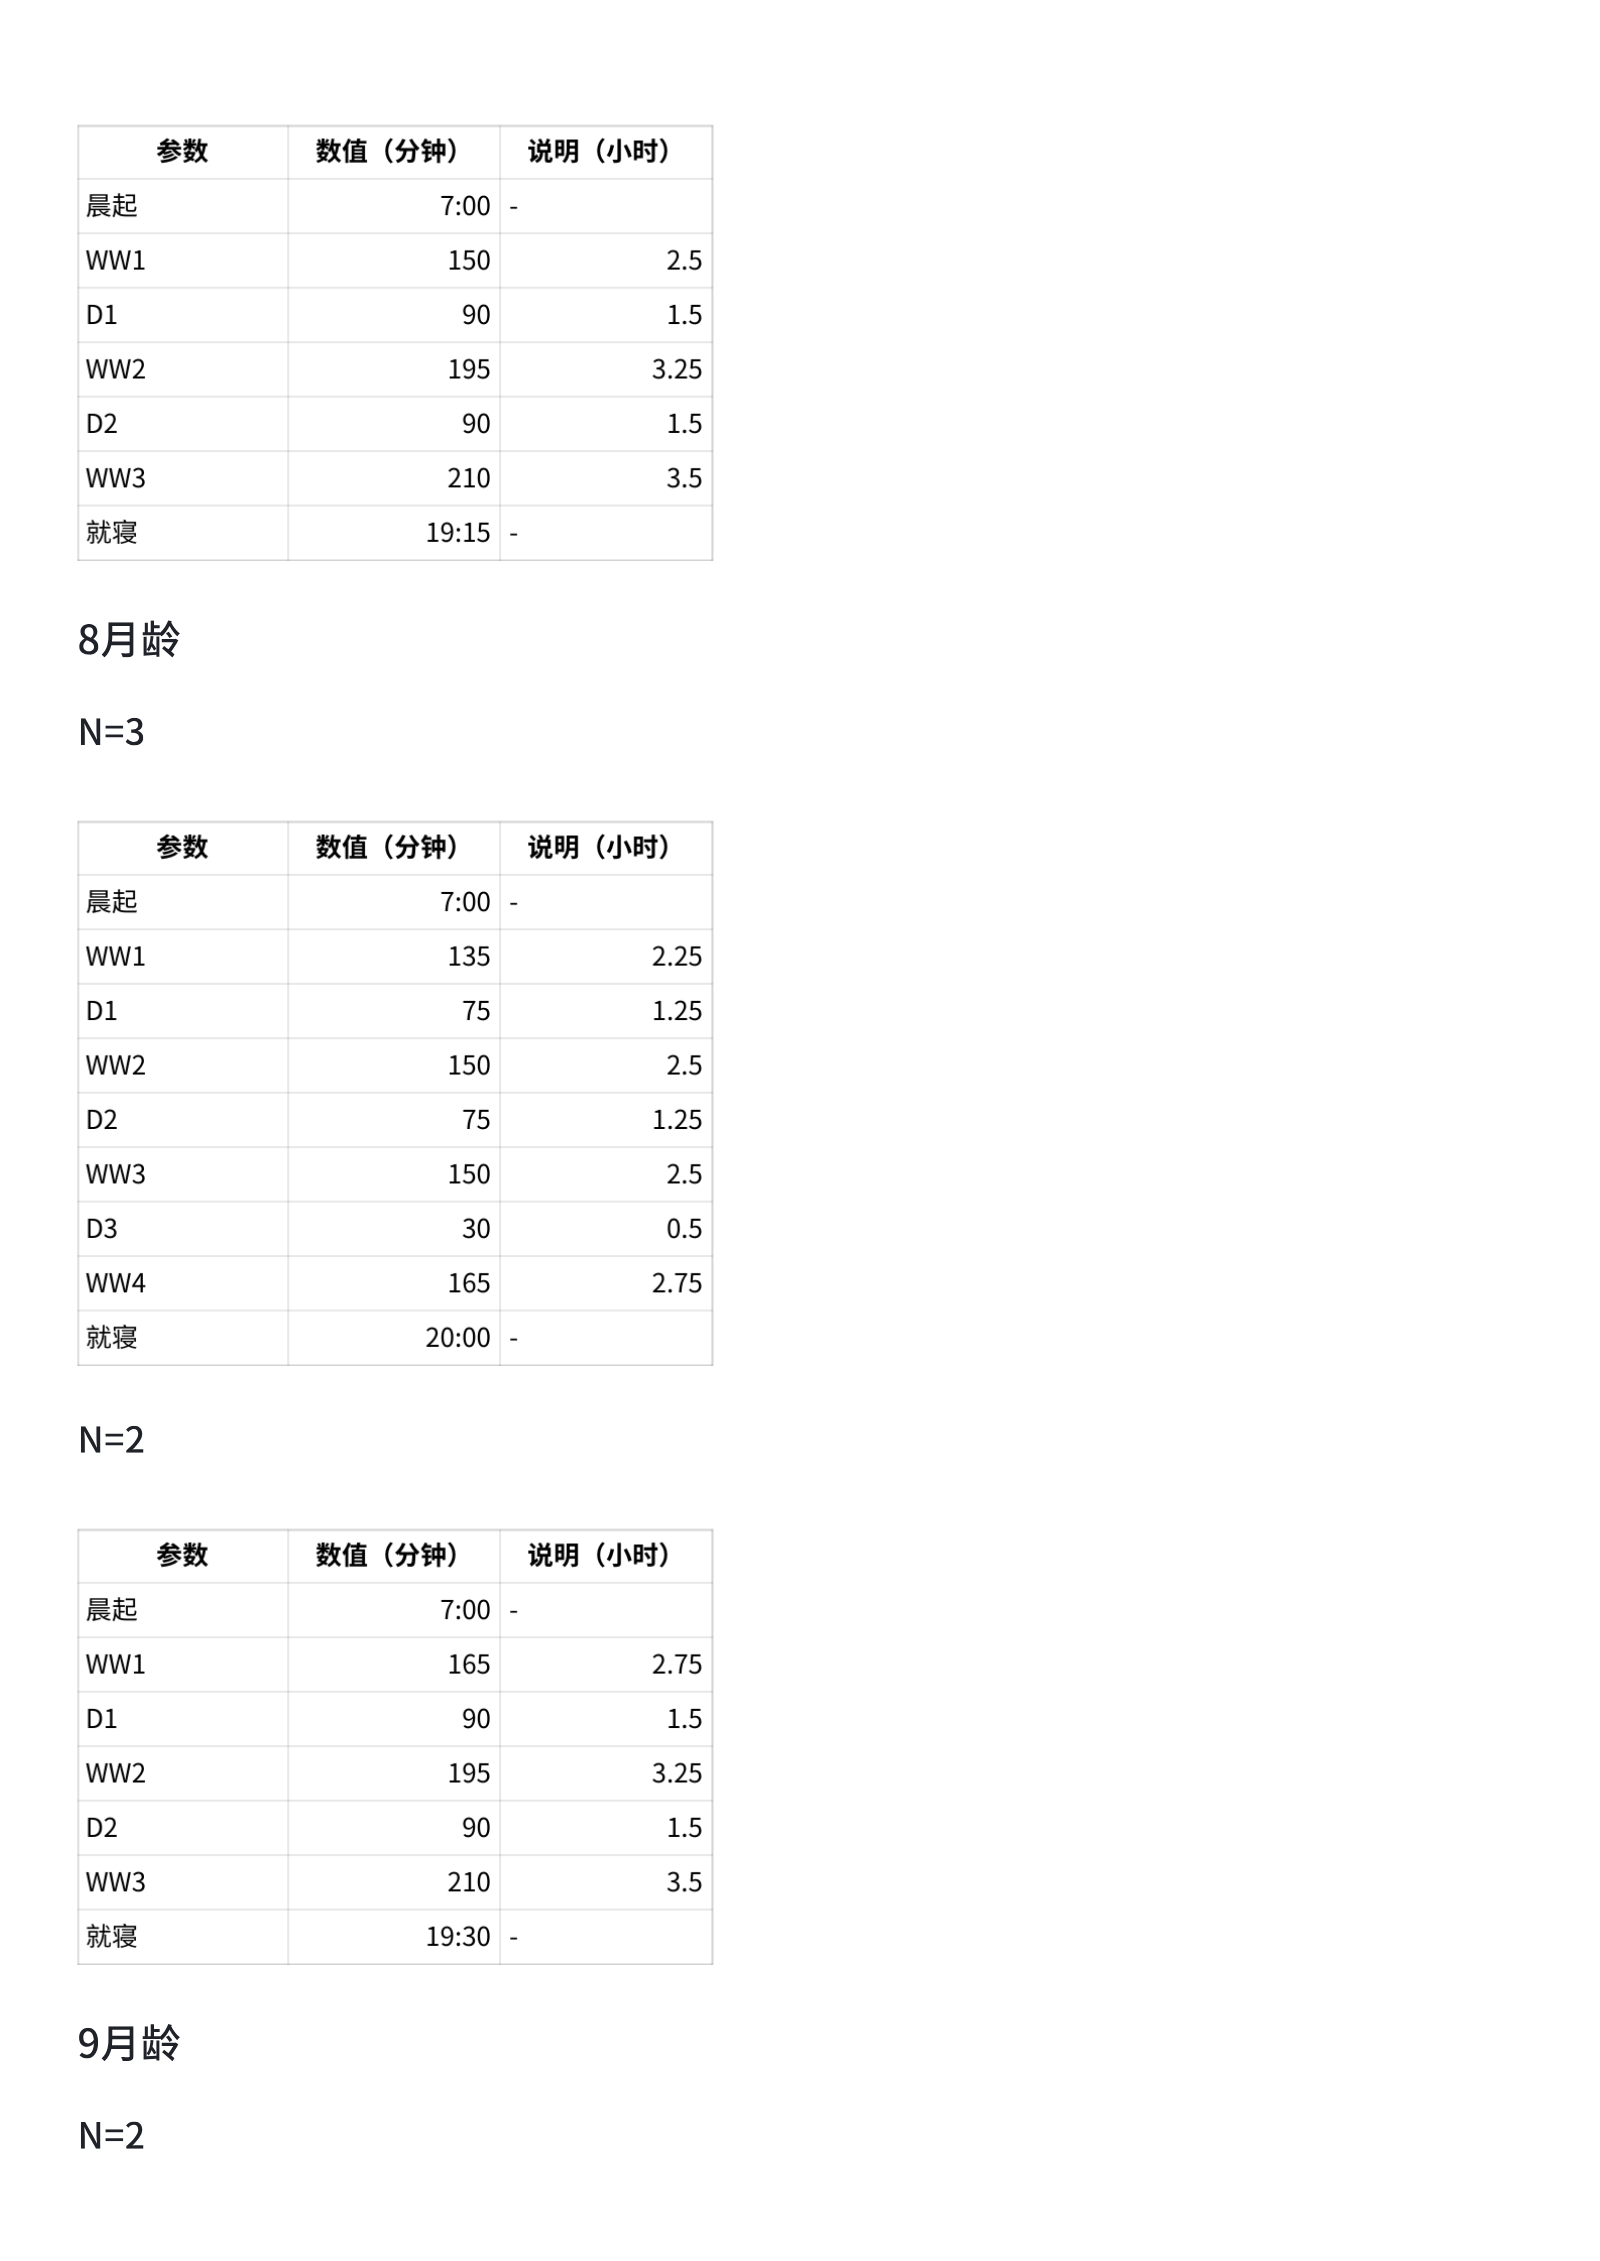 参数 数值（分钟） 说明（小时）
晨起 7:00 -
WW1 150 2.5
D1 90 1.5
WW2 195 3.25
D2 90 1.5
WW3 210 3.5
就寝 19:15 -
8月龄
N=3
参数 数值（分钟） 说明（小时）
晨起 7:00 -
WW1 135 2.25
D1 75 1.25
WW2 150 2.5
D2 75 1.25
WW3 150 2.5
D3 30 0.5
WW4 165 2.75
就寝 20:00 -
N=2
参数 数值（分钟） 说明（小时）
晨起 7:00 -
WW1 165 2.75
D1 90 1.5
WW2 195 3.25
D2 90 1.5
WW3 210 3.5
就寝 19:30 -
9月龄
N=2